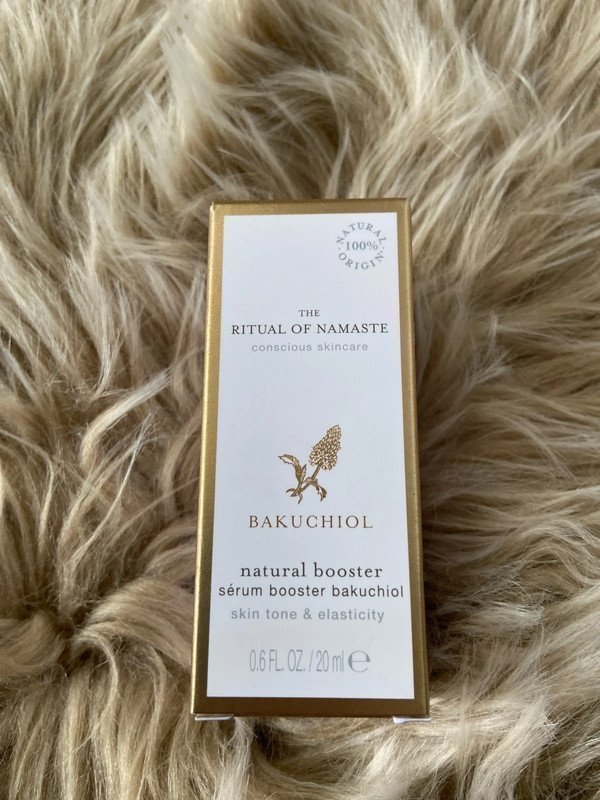 NATURAL
100%
ORIGIN
THE
RITUAL OF NAMASTE
conscious skincare
BAKUCHIOL
natural booster
sérum booster bakuchiol
skin tone & elasticity
0.6 FL. OZ. / 20 ml ℮